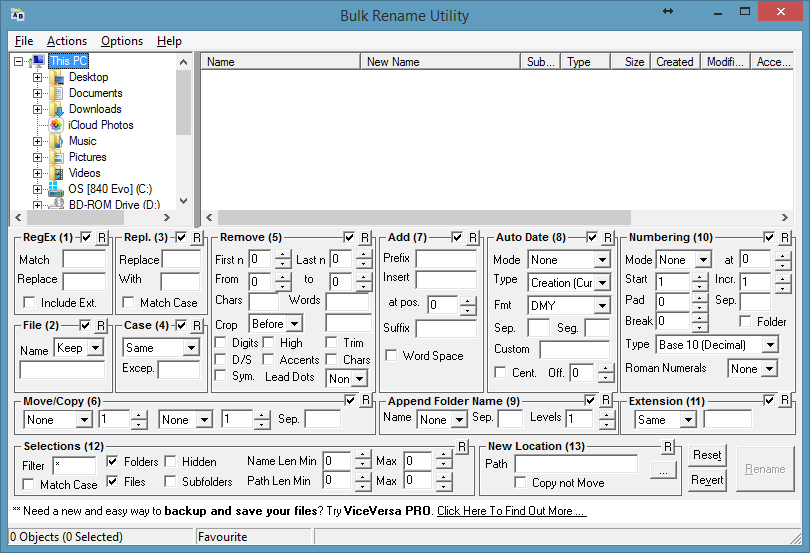 Bulk Rename Utility
File Actions Options Help
This PC
Desktop
Documents
Downloads
iCloud Photos
Music
Pictures
Videos
OS [840 Evo] (C:)
BD-ROM Drive (D:)
Name New Name Sub... Type Size Created Modifi... Acce...
RegEx (1) R
Match
Replace
Include Ext.
Repl. (3) R
Replace
With
Match Case
Remove (5) R
First n 0 Last n 0
From 0 to 0
Chars Words
Crop Before
Digits High Trim
D/S Accents Chars
Sym. Lead Dots Non
Add (7) R
Prefix
Insert
at pos. 0
Suffix
Word Space
Auto Date (8) R
Mode None
Type Creation (Cur
Fmt DMY
Sep. Seg.
Custom
Cent. Off. 0
Numbering (10) R
Mode None at 0
Start 1 Incr. 1
Pad 0 Sep.
Break 0 Folder
Type Base 10 (Decimal)
Roman Numerals None
File (2) R
Name Keep
Case (4) R
Same
Excep.
Move/Copy (6) R
None 1 None 1 Sep.
Append Folder Name (9) R
Name None Sep. Levels 1
Extension (11) R
Same
Selections (12) R
Filter * Folders Hidden Name Len Min 0 Max 0
Match Case Files Subfolders Path Len Min 0 Max 0
New Location (13) R
Path ...
Copy not Move
Reset
Revert
Rename
** Need a new and easy way to backup and save your files? Try ViceVersa PRO. Click Here To Find Out More ...
0 Objects (0 Selected) Favourite